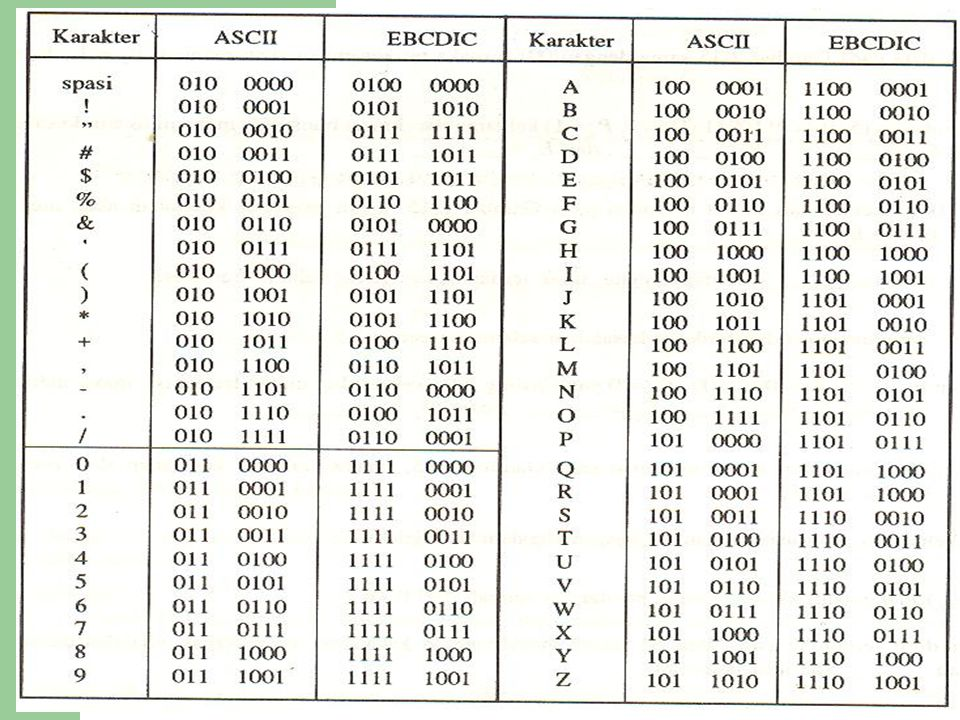 Karakter ASCII EBCDIC Karakter ASCII EBCDIC
spasi 010 0000 0100 0000 A 100 0001 1100 0001
! 010 0001 0101 1010 B 100 0010 1100 0010
” 010 0010 0111 1111 C 100 0011 1100 0011
# 010 0011 0111 1011 D 100 0100 1100 0100
$ 010 0100 0101 1011 E 100 0101 1100 0101
% 010 0101 0110 1100 F 100 0110 1100 0110
& 010 0110 0101 0000 G 100 0111 1100 0111
' 010 0111 0111 1101 H 100 1000 1100 1000
( 010 1000 0100 1101 I 100 1001 1100 1001
) 010 1001 0101 1101 J 100 1010 1101 0001
* 010 1010 0101 1100 K 100 1011 1101 0010
+ 010 1011 0100 1110 L 100 1100 1101 0011
, 010 1100 0110 1011 M 100 1101 1101 0100
- 010 1101 0110 0000 N 100 1110 1101 0101
. 010 1110 0100 1011 O 100 1111 1101 0110
/ 010 1111 0110 0001 P 101 0000 1101 0111
0 011 0000 1111 0000 Q 101 0001 1101 1000
1 011 0001 1111 0001 R 101 0001 1101 1000
2 011 0010 1111 0010 S 101 0011 1110 0010
3 011 0011 1111 0011 T 101 0100 1110 0011
4 011 0100 1111 0100 U 101 0101 1110 0100
5 011 0101 1111 0101 V 101 0110 1110 0101
6 011 0110 1111 0110 W 101 0111 1110 0110
7 011 0111 1111 0111 X 101 1000 1110 0111
8 011 1000 1111 1000 Y 101 1001 1110 1000
9 011 1001 1111 1001 Z 101 1010 1110 1001